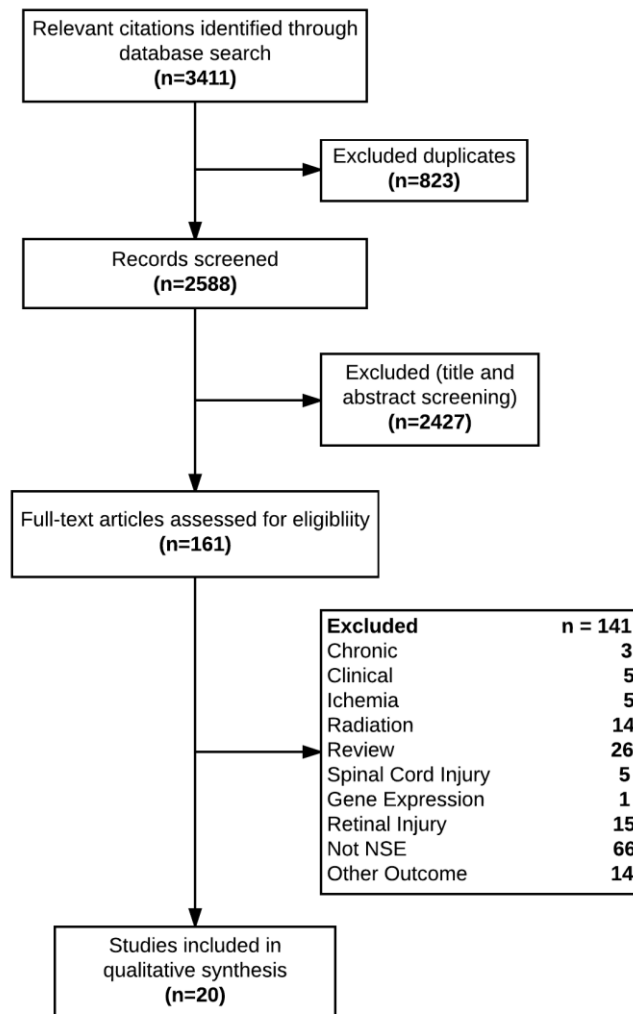 Relevant citations identified through
database search
(n=3411)
Excluded duplicates
(n=823)
Records screened
(n=2588)
Excluded (title and
abstract screening)
(n=2427)
Full-text articles assessed for eligibliity
(n=161)
Excluded n = 141
Chronic 3
Clinical 5
Ichemia 5
Radiation 14
Review 26
Spinal Cord Injury 5
Gene Expression 1
Retinal Injury 15
Not NSE 66
Other Outcome 14
Studies included in
qualitative synthesis
(n=20)